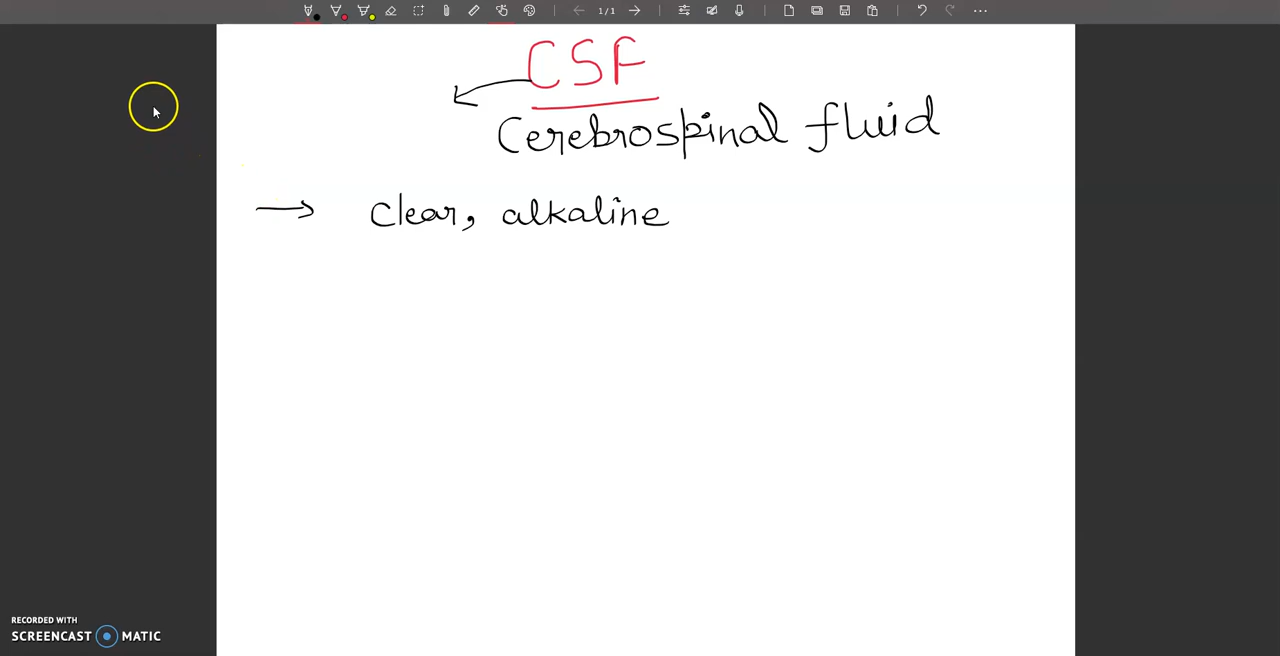 1/1
CSF
Cerebrospinal fluid
→ clear, alkaline
RECORDED WITH
SCREENCAST MATIC